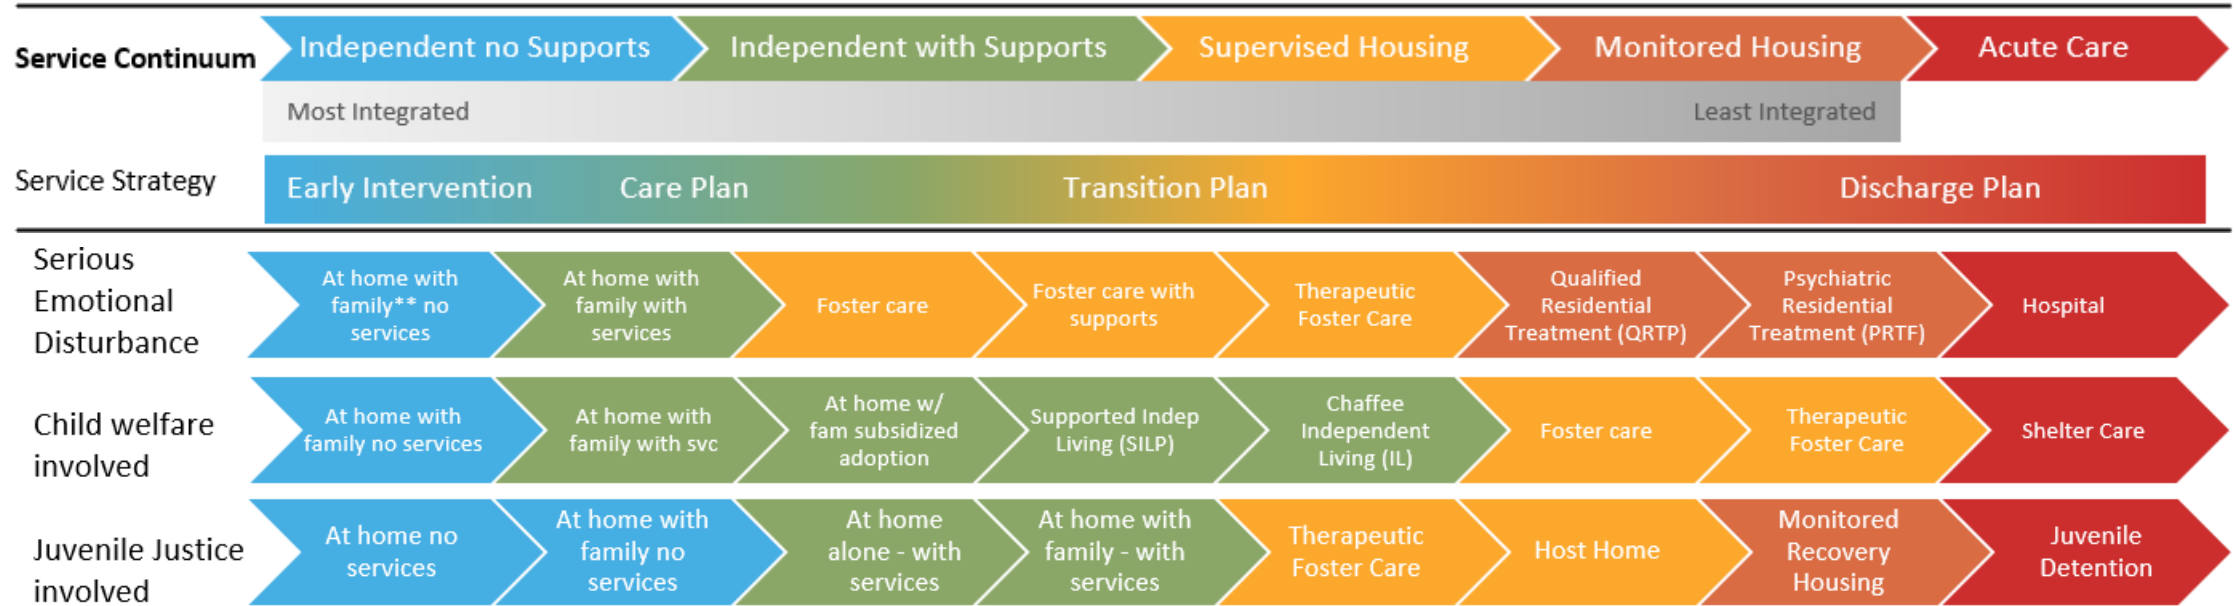 Service Continuum
Independent no Supports
Independent with Supports
Supervised Housing
Monitored Housing
Acute Care
Most Integrated
Least Integrated
Service Strategy
Early Intervention
Care Plan
Transition Plan
Discharge Plan
Serious
Emotional
Disturbance
At home with
family** no
services
At home with
family with
services
Foster care
Foster care with
supports
Therapeutic
Foster Care
Qualified
Residential
Treatment (QRTP)
Psychiatric
Residential
Treatment (PRTF)
Hospital
Child welfare
involved
At home with
family no services
At home with
family with svc
At home w/
fam subsidized
adoption
Supported Indep
Living (SILP)
Chaffee
Independent
Living (IL)
Foster care
Therapeutic
Foster Care
Shelter Care
Juvenile Justice
involved
At home no
services
At home with
family no
services
At home
alone - with
services
At home with
family - with
services
Therapeutic
Foster Care
Host Home
Monitored
Recovery
Housing
Juvenile
Detention